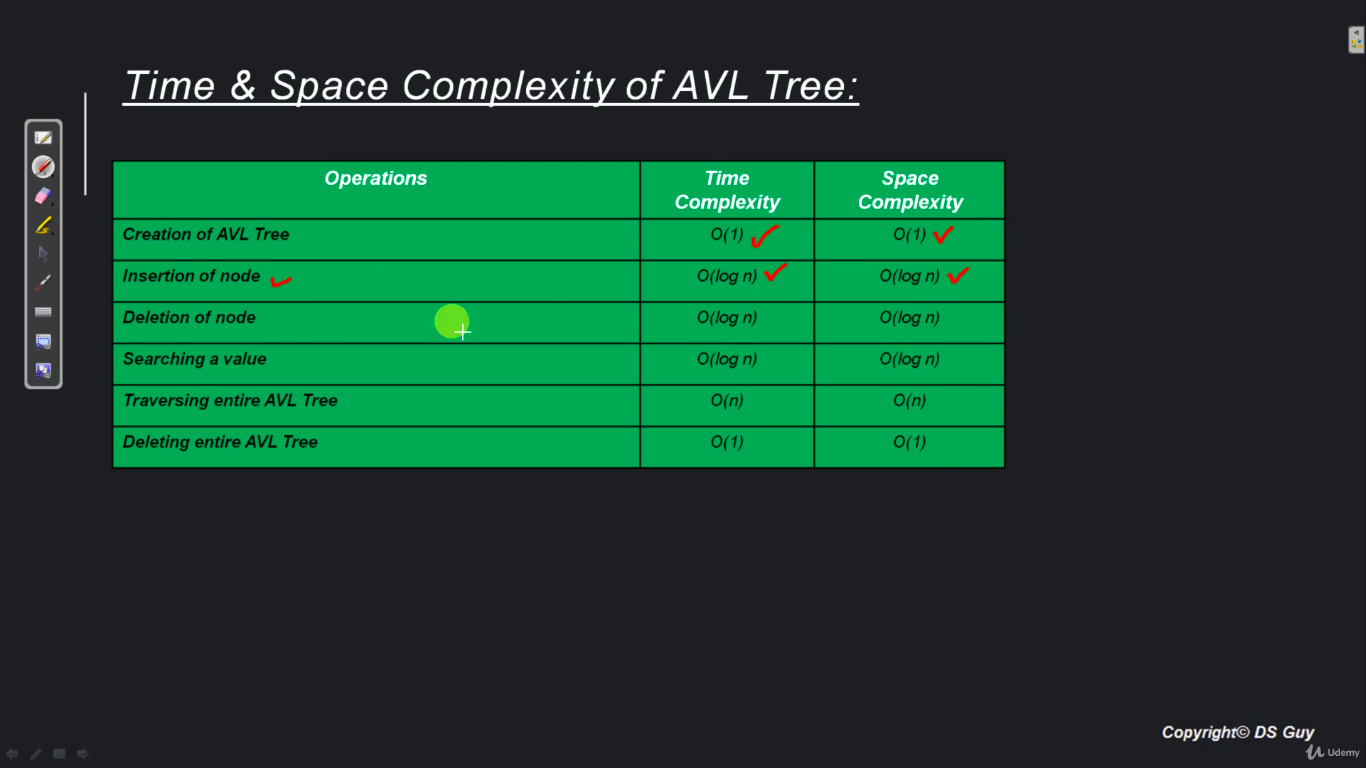 Time & Space Complexity of AVL Tree:
Operations
Time
Complexity
Space
Complexity
Creation of AVL Tree
O(1)
O(1)
Insertion of node
O(log n)
O(log n)
Deletion of node
O(log n)
O(log n)
Searching a value
O(log n)
O(log n)
Traversing entire AVL Tree
O(n)
O(n)
Deleting entire AVL Tree
O(1)
O(1)
Copyright© DS Guy
Udemy